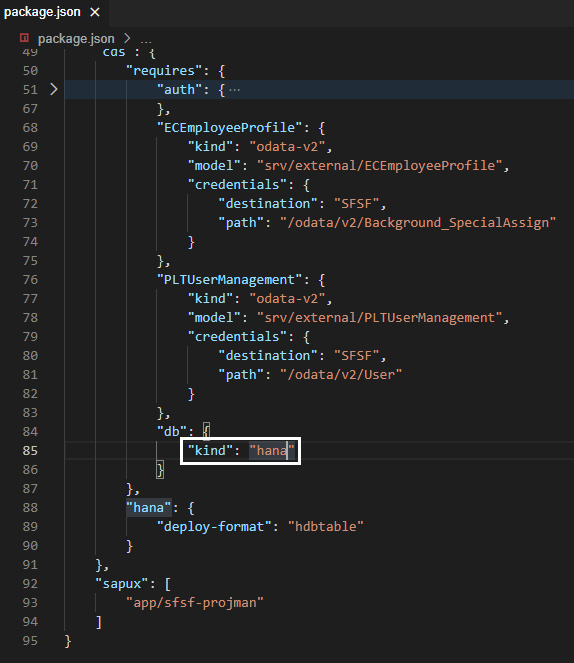 package.json ×
package.json > ...
49 "cds": {
50 "requires": {
51 > "auth": { ...
67 },
68 "ECEmployeeProfile": {
69 "kind": "odata-v2",
70 "model": "srv/external/ECEmployeeProfile",
71 "credentials": {
72 "destination": "SFSF",
73 "path": "/odata/v2/Background_SpecialAssign"
74 }
75 },
76 "PLTUserManagement": {
77 "kind": "odata-v2",
78 "model": "srv/external/PLTUserManagement",
79 "credentials": {
80 "destination": "SFSF",
81 "path": "/odata/v2/User"
82 }
83 },
84 "db": {
85 "kind": "hana"
86 }
87 },
88 "hana": {
89 "deploy-format": "hdbtable"
90 }
91 },
92 "sapux": [
93 "app/sfsf-projman"
94 ]
95 }